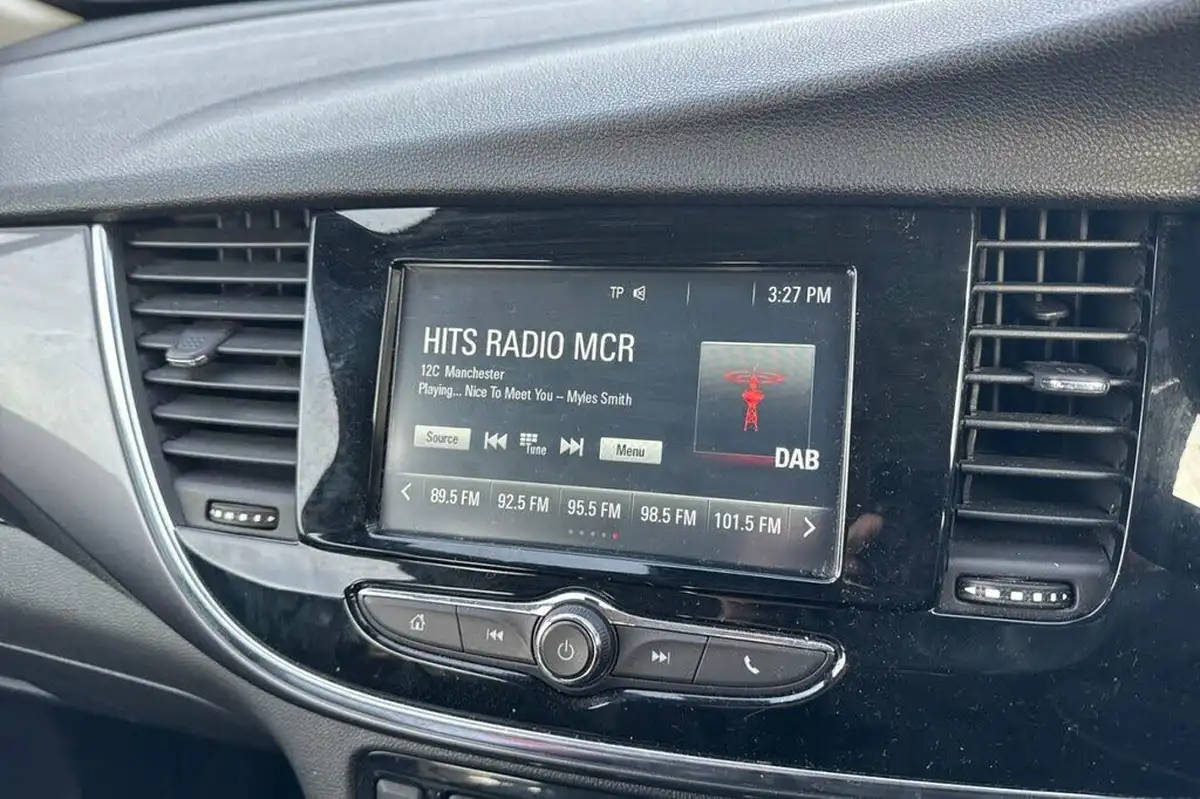 TP 3:27 PM
HITS RADIO MCR
12C Manchester
Playing... Nice To Meet You – Myles Smith
Source Tune Menu
DAB
89.5 FM 92.5 FM 95.5 FM 98.5 FM 101.5 FM